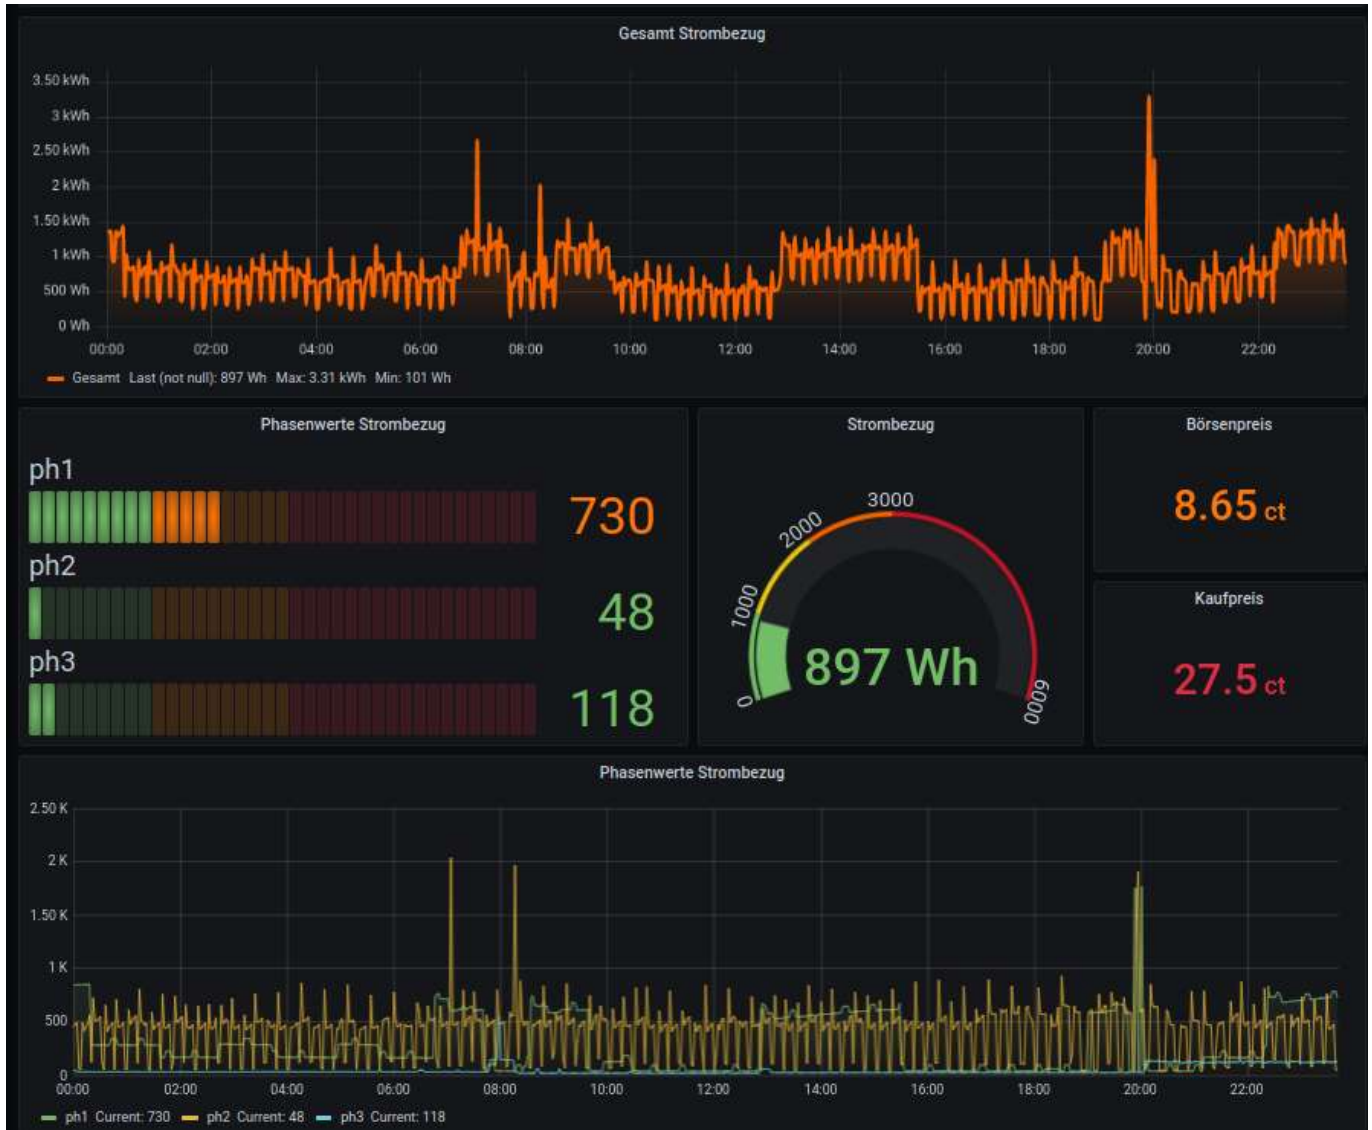 Gesamt Strombezug
3.50 kWh
3 kWh
2.50 kWh
2 kWh
1.50 kWh
1 kWh
500 Wh
0 Wh
00:00 02:00 04:00 06:00 08:00 10:00 12:00 14:00 16:00 18:00 20:00 22:00
Gesamt Last (not null): 897 Wh Max: 3.31 kWh Min: 101 Wh
Phasenwerte Strombezug
ph1
730
ph2
48
ph3
118
Strombezug
0
1000
2000
3000
6000
897 Wh
Börsenpreis
8.65 ct
Kaufpreis
27.5 ct
Phasenwerte Strombezug
2.50 K
2 K
1.50 K
1 K
500
0
00:00 02:00 04:00 06:00 08:00 10:00 12:00 14:00 16:00 18:00 20:00 22:00
ph1 Current: 730 ph2 Current: 48 ph3 Current: 118